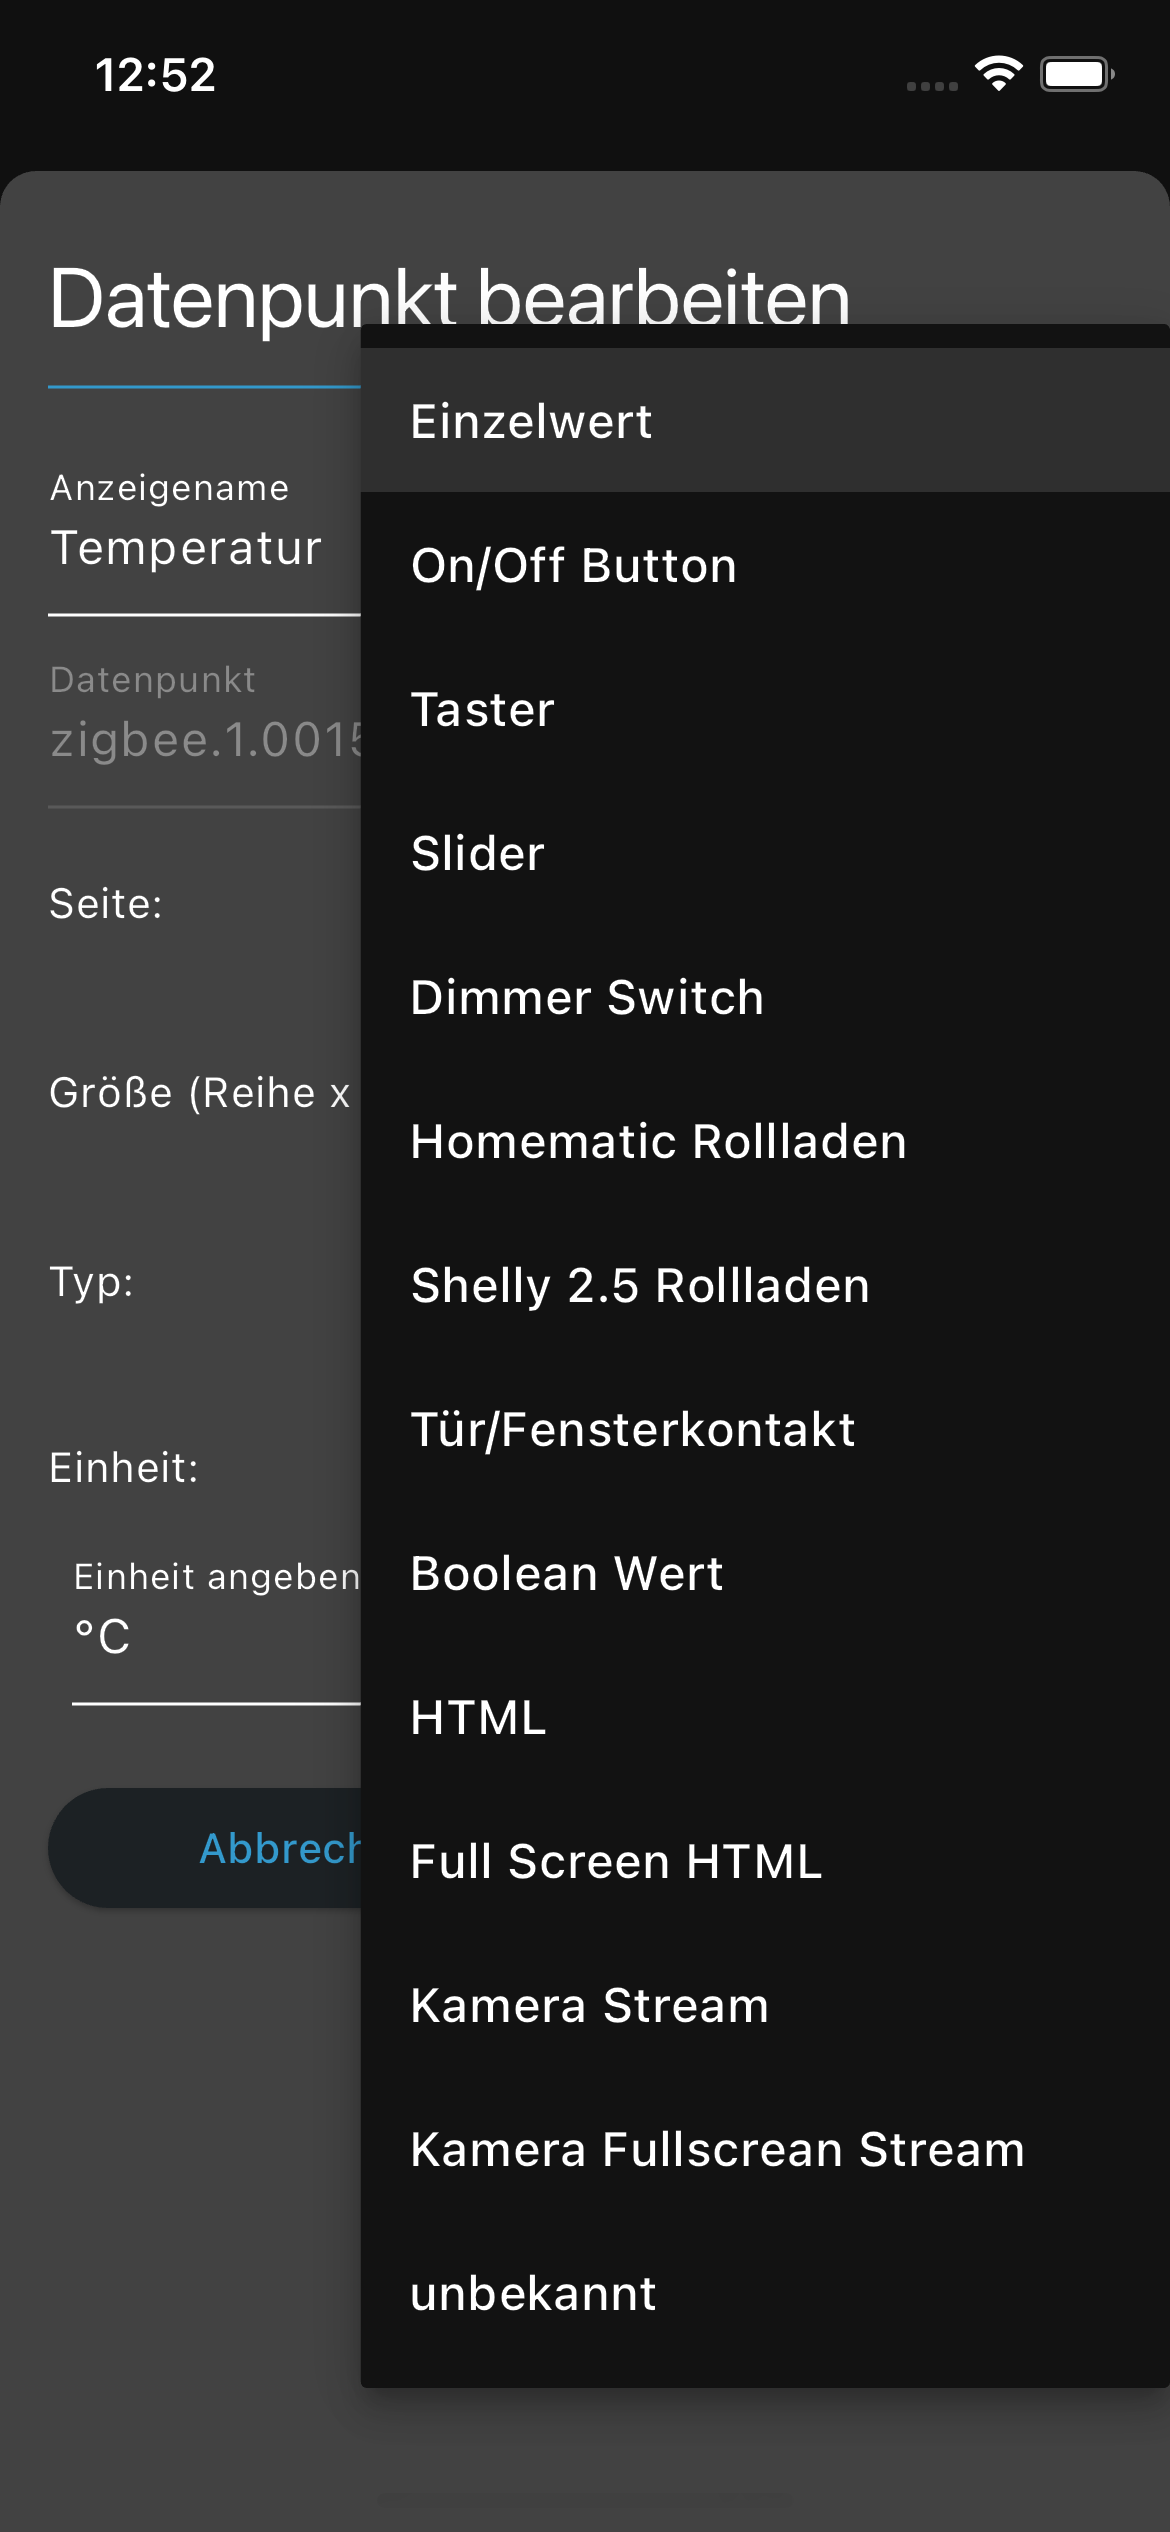 12:52
Datenpunkt bearbeiten
Anzeigename
Temperatur
Datenpunkt
zigbee.1.0015
Seite:
Größe (Reihe x
Typ:
Einheit:
Einheit angeben
°C
Abbrech
Einzelwert
On/Off Button
Taster
Slider
Dimmer Switch
Homematic Rollladen
Shelly 2.5 Rollladen
Tür/Fensterkontakt
Boolean Wert
HTML
Full Screen HTML
Kamera Stream
Kamera Fullscrean Stream
unbekannt